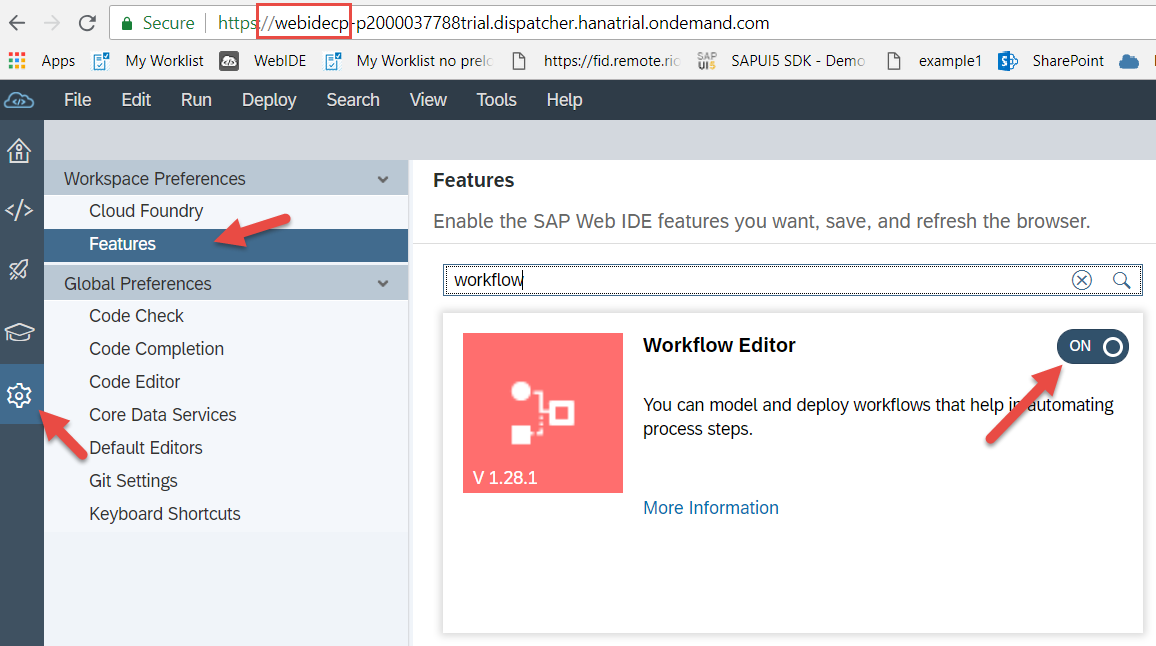 Secure https://webidecp-p2000037788trial.dispatcher.hanatrial.ondemand.com
Apps My Worklist WebIDE My Worklist no prelo https://fid.remote.rio SAP UI5 SAPUI5 SDK - Demo example1 SharePoint
File Edit Run Deploy Search View Tools Help
Workspace Preferences
Cloud Foundry
Features
Global Preferences
Code Check
Code Completion
Code Editor
Core Data Services
Default Editors
Git Settings
Keyboard Shortcuts
Features
Enable the SAP Web IDE features you want, save, and refresh the browser.
workflow
V 1.28.1
Workflow Editor
ON
You can model and deploy workflows that help in automating
process steps.
More Information